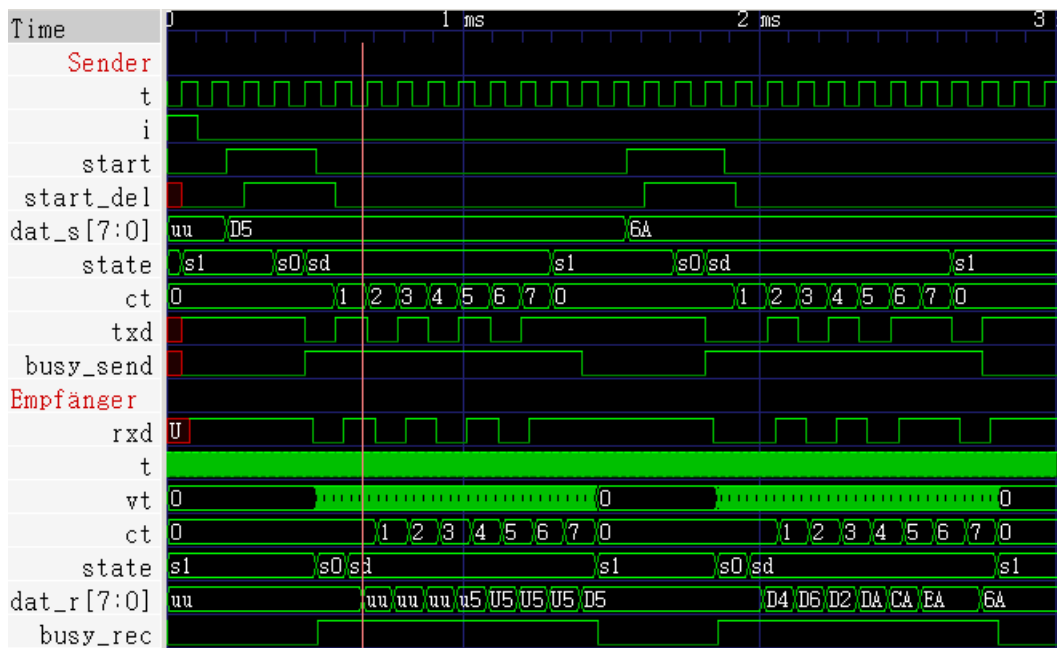 Time 0 1 ms 2 ms 3
Sender
t
i
start
start_del
dat_s[7:0] uu D5 6A
state s1 s0 sd s1 s0 sd s1
ct 0 1 2 3 4 5 6 7 0 1 2 3 4 5 6 7 0
txd
busy_send
Empfänger
rxd U
t
vt 0 0 0
ct 0 1 2 3 4 5 6 7 0 1 2 3 4 5 6 7 0
state s1 s0 sd s1 s0 sd s1
dat_r[7:0] uu uu uu uu u5 U5 U5 U5 D5 D4 D6 D2 DA CA EA 6A
busy_rec